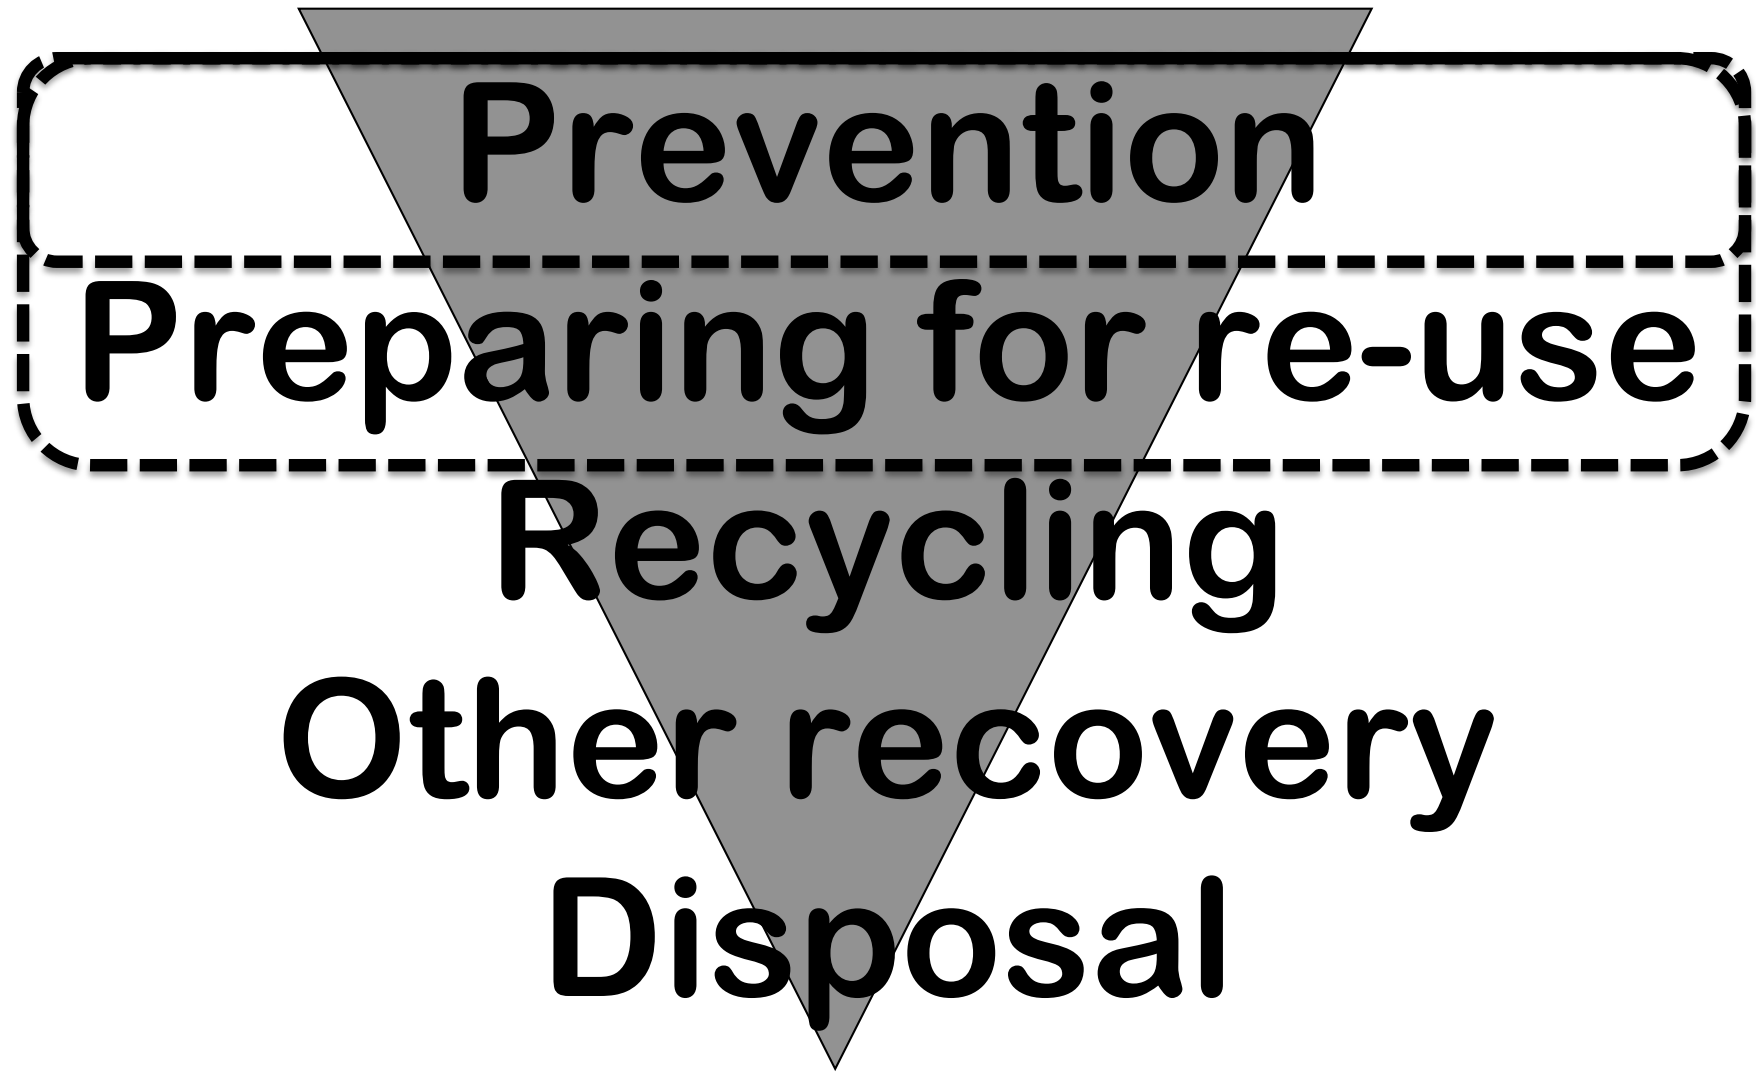 Prevention
Preparing for re-use
Recycling
Other recovery
Disposal